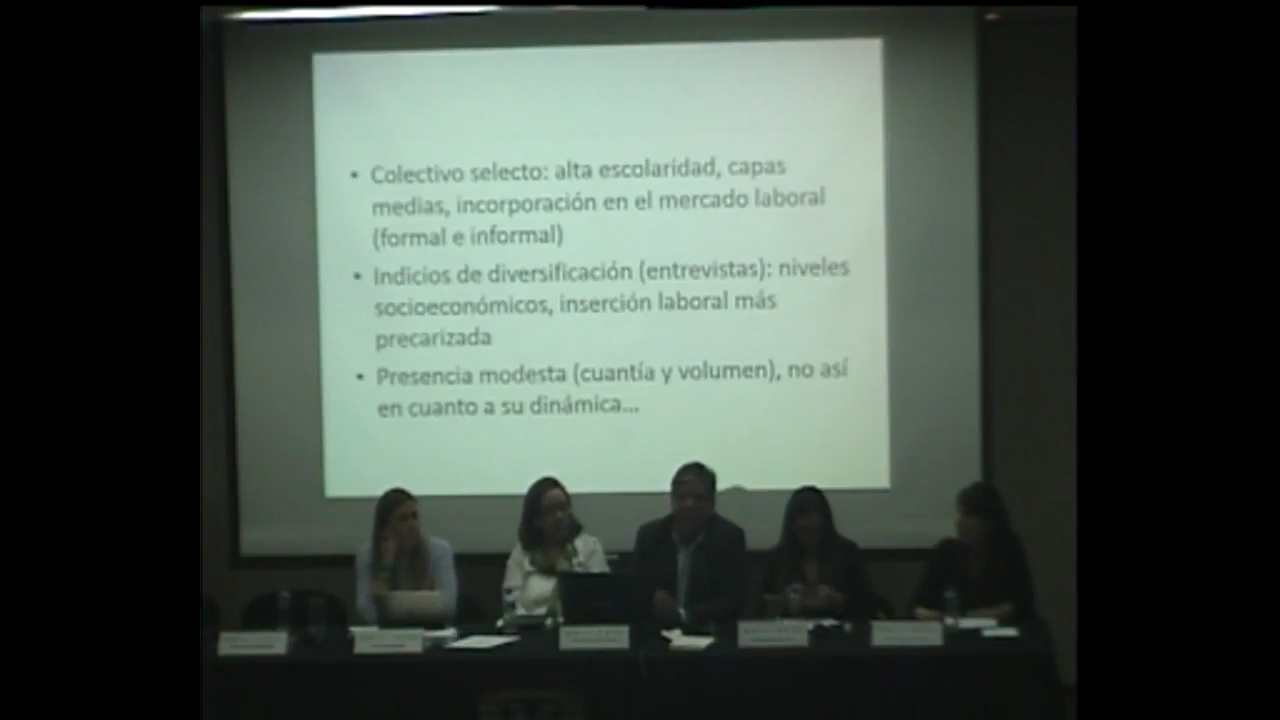 • Colectivo selecto: alta escolaridad, capas
medias, incorporación en el mercado laboral
(formal e informal)
• Indicios de diversificación (entrevistas): niveles
socioeconómicos, inserción laboral más
precarizada
• Presencia modesta (cuantía y volumen), no así
en cuanto a su dinámica...